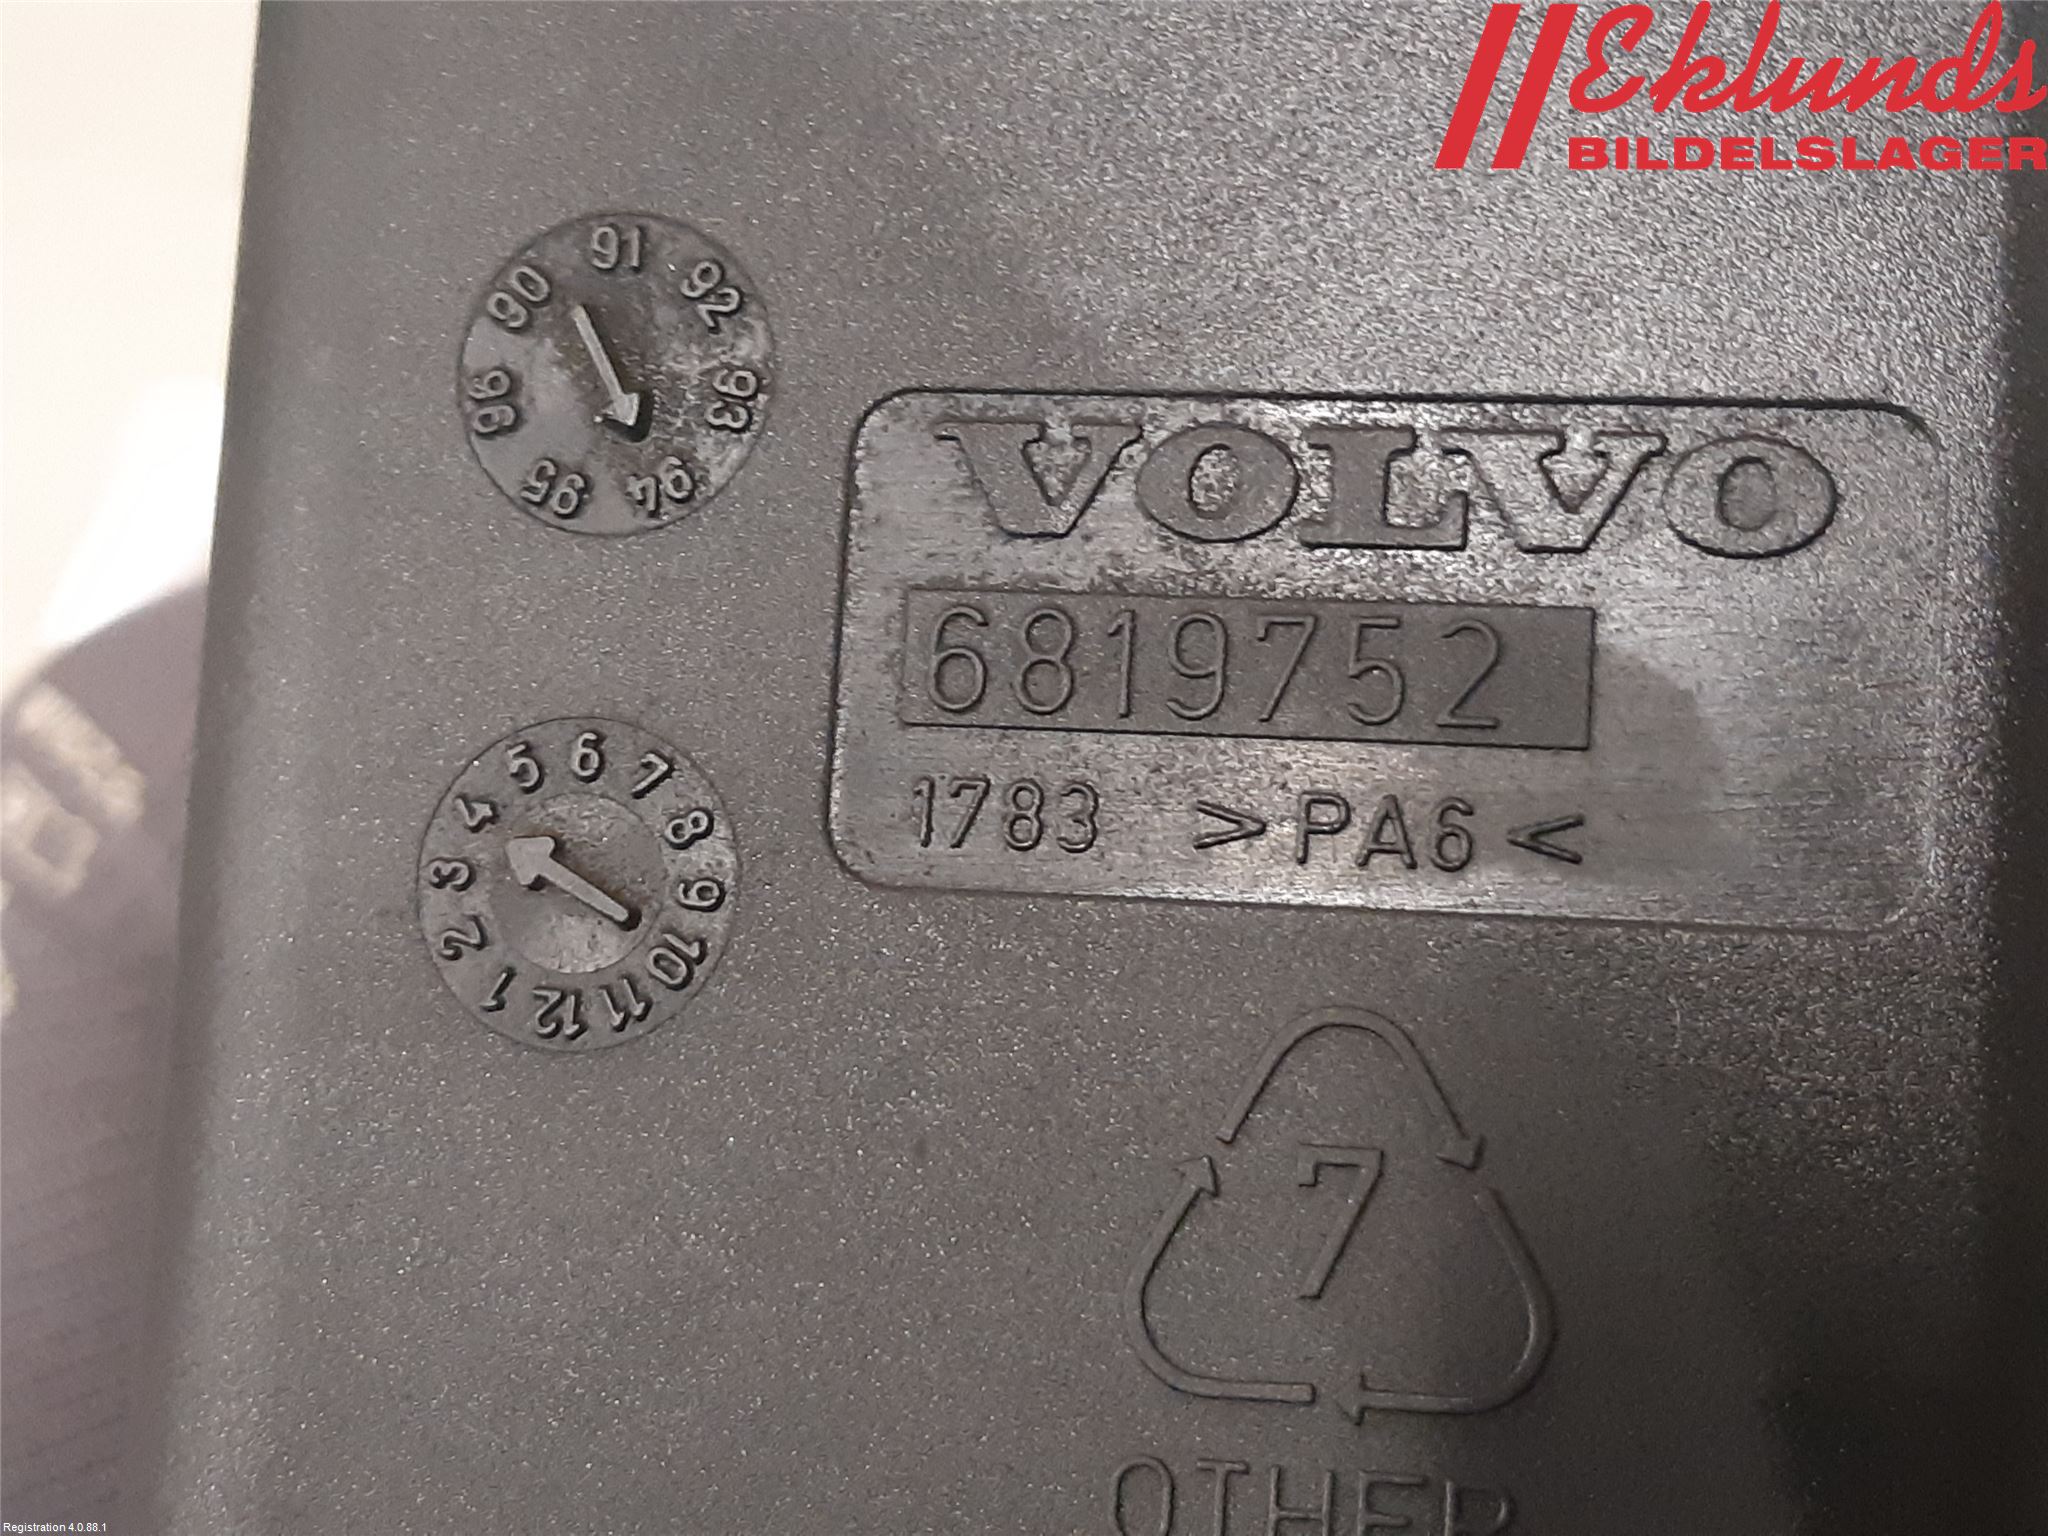 Eklunds
BILDELSLAGER
90 91 92 93 94 95 96
VOLVO
6819752
1783 >PA6<
1 2 3 4 5 6 7 8 9 10 11 12
7
OTHER
Registration 4.0.88.1